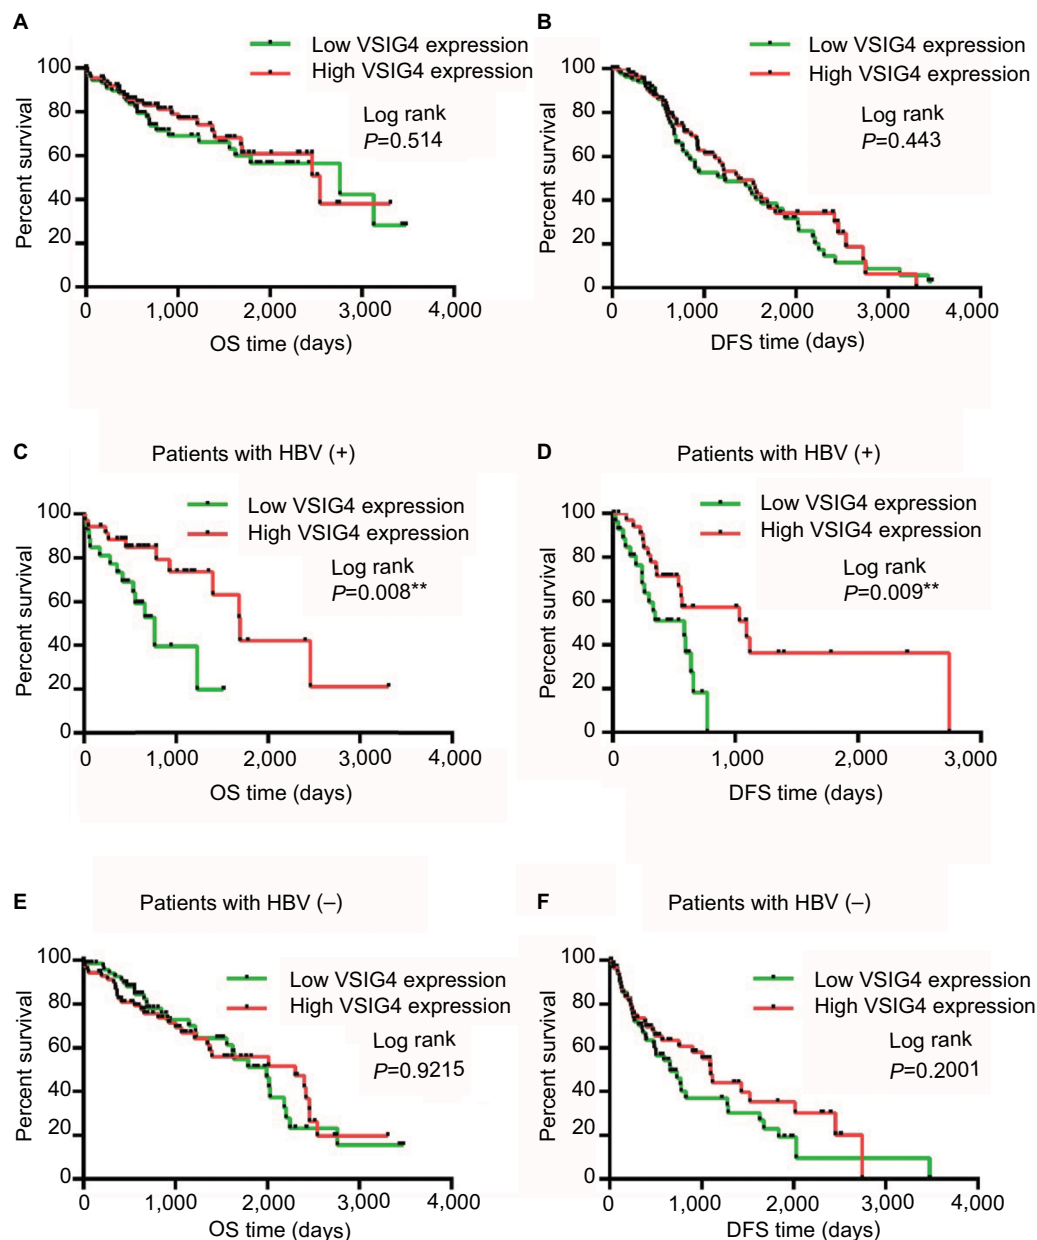 A
Low VSIG4 expression
High VSIG4 expression
Log rank
P=0.514
Percent survival
100
80
60
40
20
0
0 1,000 2,000 3,000 4,000
OS time (days)
B
Low VSIG4 expression
High VSIG4 expression
Log rank
P=0.443
Percent survival
100
80
60
40
20
0
0 1,000 2,000 3,000 4,000
DFS time (days)
C
Patients with HBV (+)
Low VSIG4 expression
High VSIG4 expression
Log rank
P=0.008**
Percent survival
100
80
60
40
20
0
0 1,000 2,000 3,000 4,000
OS time (days)
D
Patients with HBV (+)
Low VSIG4 expression
High VSIG4 expression
Log rank
P=0.009**
Percent survival
100
80
60
40
20
0
0 1,000 2,000 3,000
DFS time (days)
E
Patients with HBV (–)
Low VSIG4 expression
High VSIG4 expression
Log rank
P=0.9215
Percent survival
100
80
60
40
20
0
0 1,000 2,000 3,000 4,000
OS time (days)
F
Patients with HBV (–)
Low VSIG4 expression
High VSIG4 expression
Log rank
P=0.2001
Percent survival
100
80
60
40
20
0
0 1,000 2,000 3,000 4,000
DFS time (days)